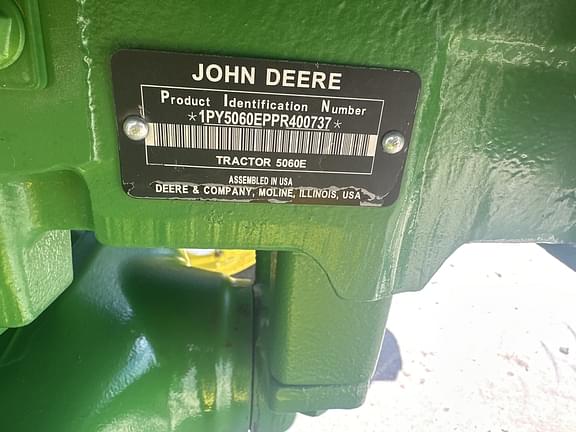 JOHN DEERE
Product Identification Number
*1PY5060EPPR400737*
TRACTOR 5060E
ASSEMBLED IN USA
DEERE & COMPANY, MOLINE, ILLINOIS, USA